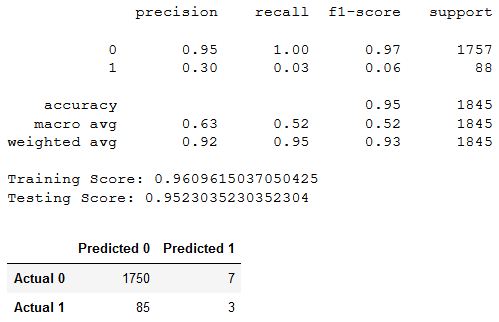 precision recall f1-score support
0 0.95 1.00 0.97 1757
1 0.30 0.03 0.06 88
accuracy 0.95 1845
macro avg 0.63 0.52 0.52 1845
weighted avg 0.92 0.95 0.93 1845
Training Score: 0.9609615037050425
Testing Score: 0.9523035230352304
Predicted 0 Predicted 1
Actual 0 1750 7
Actual 1 85 3